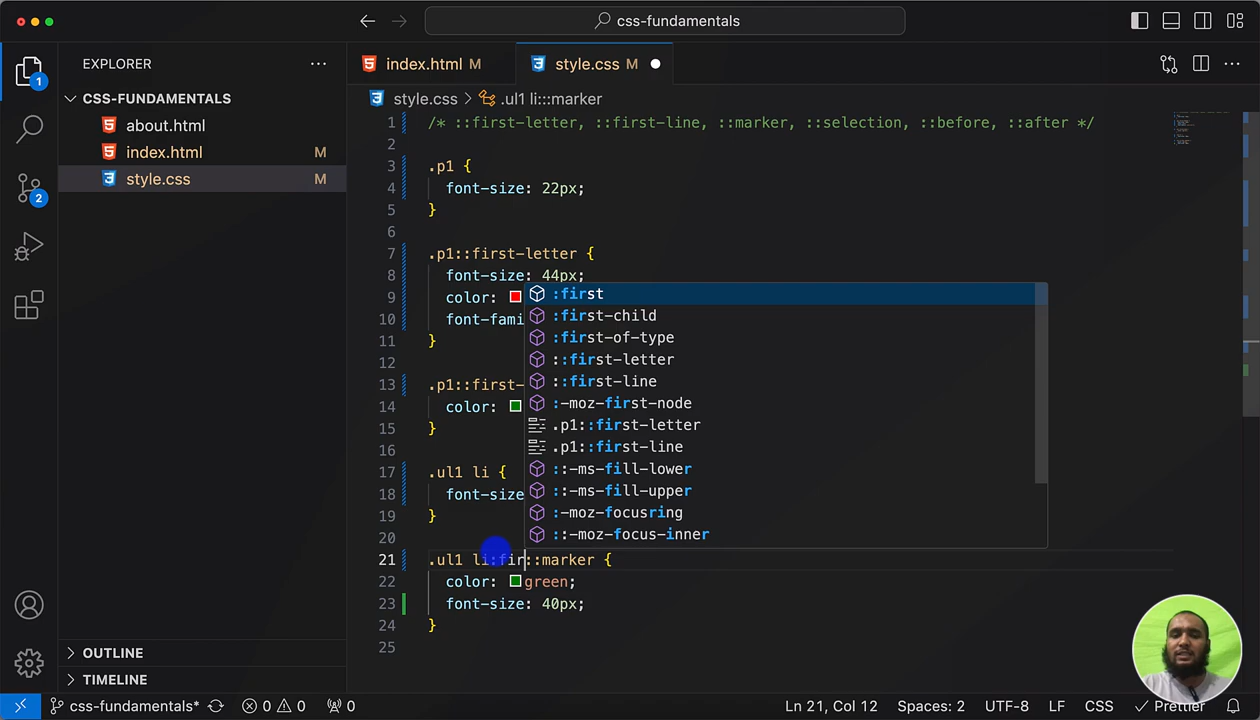 css-fundamentals
EXPLORER
CSS-FUNDAMENTALS
about.html
index.html M
style.css M
OUTLINE
TIMELINE
1
2
index.html M
style.css M
style.css > .ul1 li:::marker
1 /* ::first-letter, ::first-line, ::marker, ::selection, ::before, ::after */
2
3 .p1 {
4 font-size: 22px;
5 }
6
7 .p1::first-letter {
8 font-size: 44px;
9 color:
10 font-fami
11 }
12
13 .p1::first-
14 color:
15 }
16
17 .ul1 li {
18 font-size
19 }
20
21 .ul1 li:fir::marker {
22 color: green;
23 font-size: 40px;
24 }
25
:first
:first-child
:first-of-type
::first-letter
::first-line
:-moz-first-node
.p1::first-letter
.p1::first-line
::-ms-fill-lower
::-ms-fill-upper
:-moz-focusring
::-moz-focus-inner
css-fundamentals* 0 0 0 Ln 21, Col 12 Spaces: 2 UTF-8 LF CSS Prettier